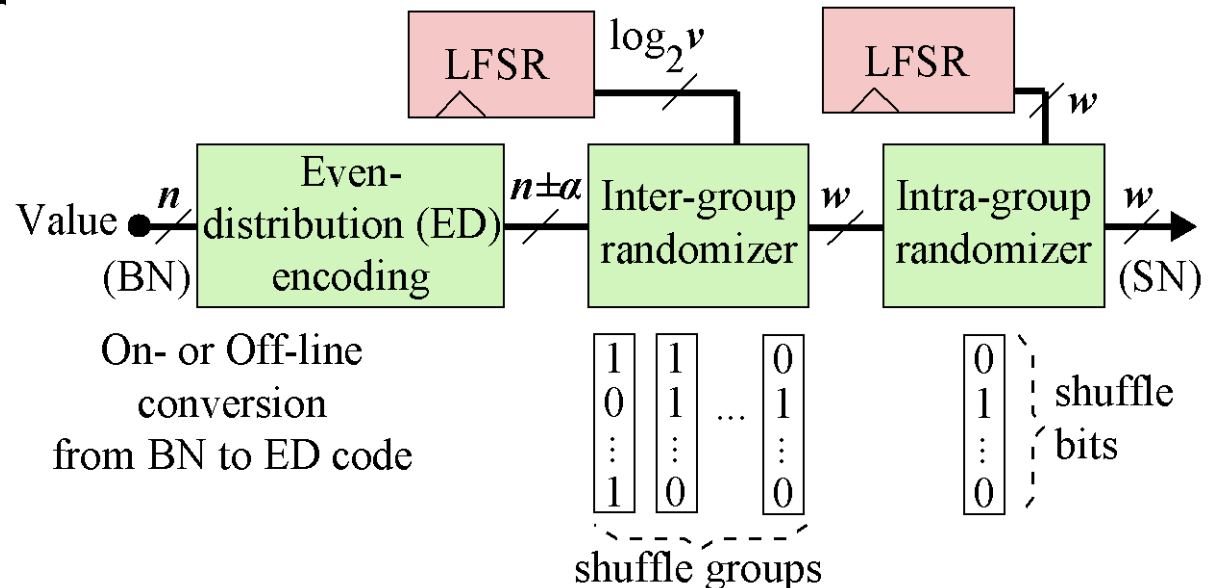 LFSR
log2v
LFSR
w
Value
n
(BN)
Even-
distribution (ED)
encoding
n±α
Inter-group
randomizer
w
Intra-group
randomizer
w
(SN)
On- or Off-line
conversion
from BN to ED code
1 1 0
0 1 ... 1
⋮ ⋮ ⋮
1 0 0
shuffle groups
0
1
⋮
0
shuffle
bits